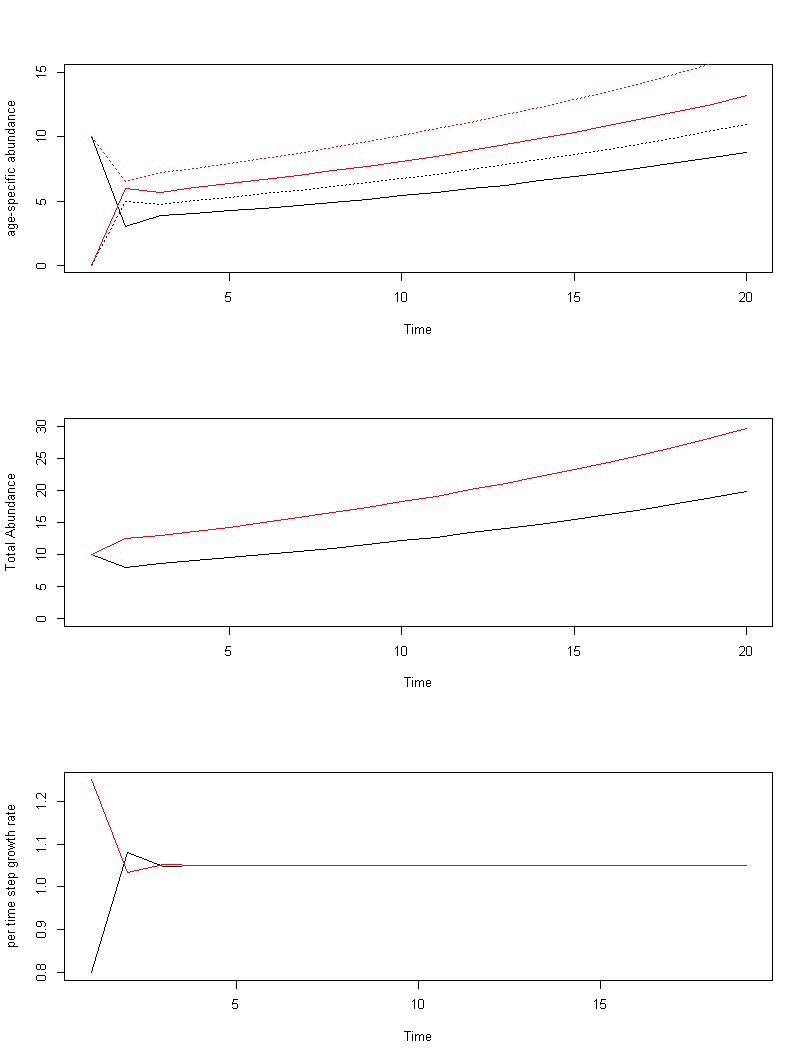 age-specific abundance
15
10
5
0
5 10 15 20
Time
Total Abundance
30
25
20
15
10
5
0
5 10 15 20
Time
per time step growth rate
1.2
1.1
1.0
0.9
0.8
5 10 15
Time